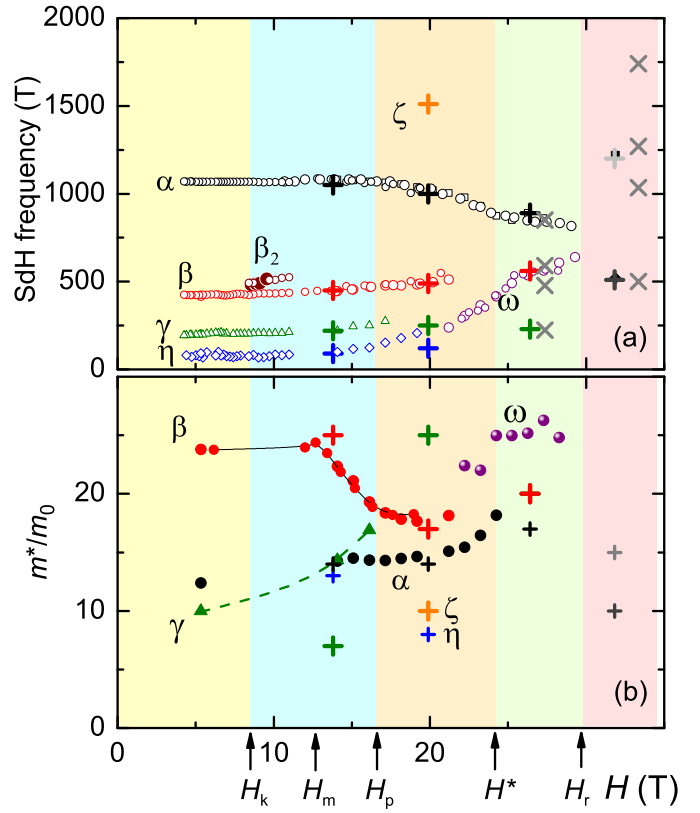 2000
1500
1000
500
0
SdH frequency (T)
ζ
α
β₂
β
γ
η
ω
(a)
20
10
0
m*/m₀
β
ω
α
γ
ζ
η
(b)
0 10 20
Hₖ Hₘ Hₚ H* Hᵣ H (T)